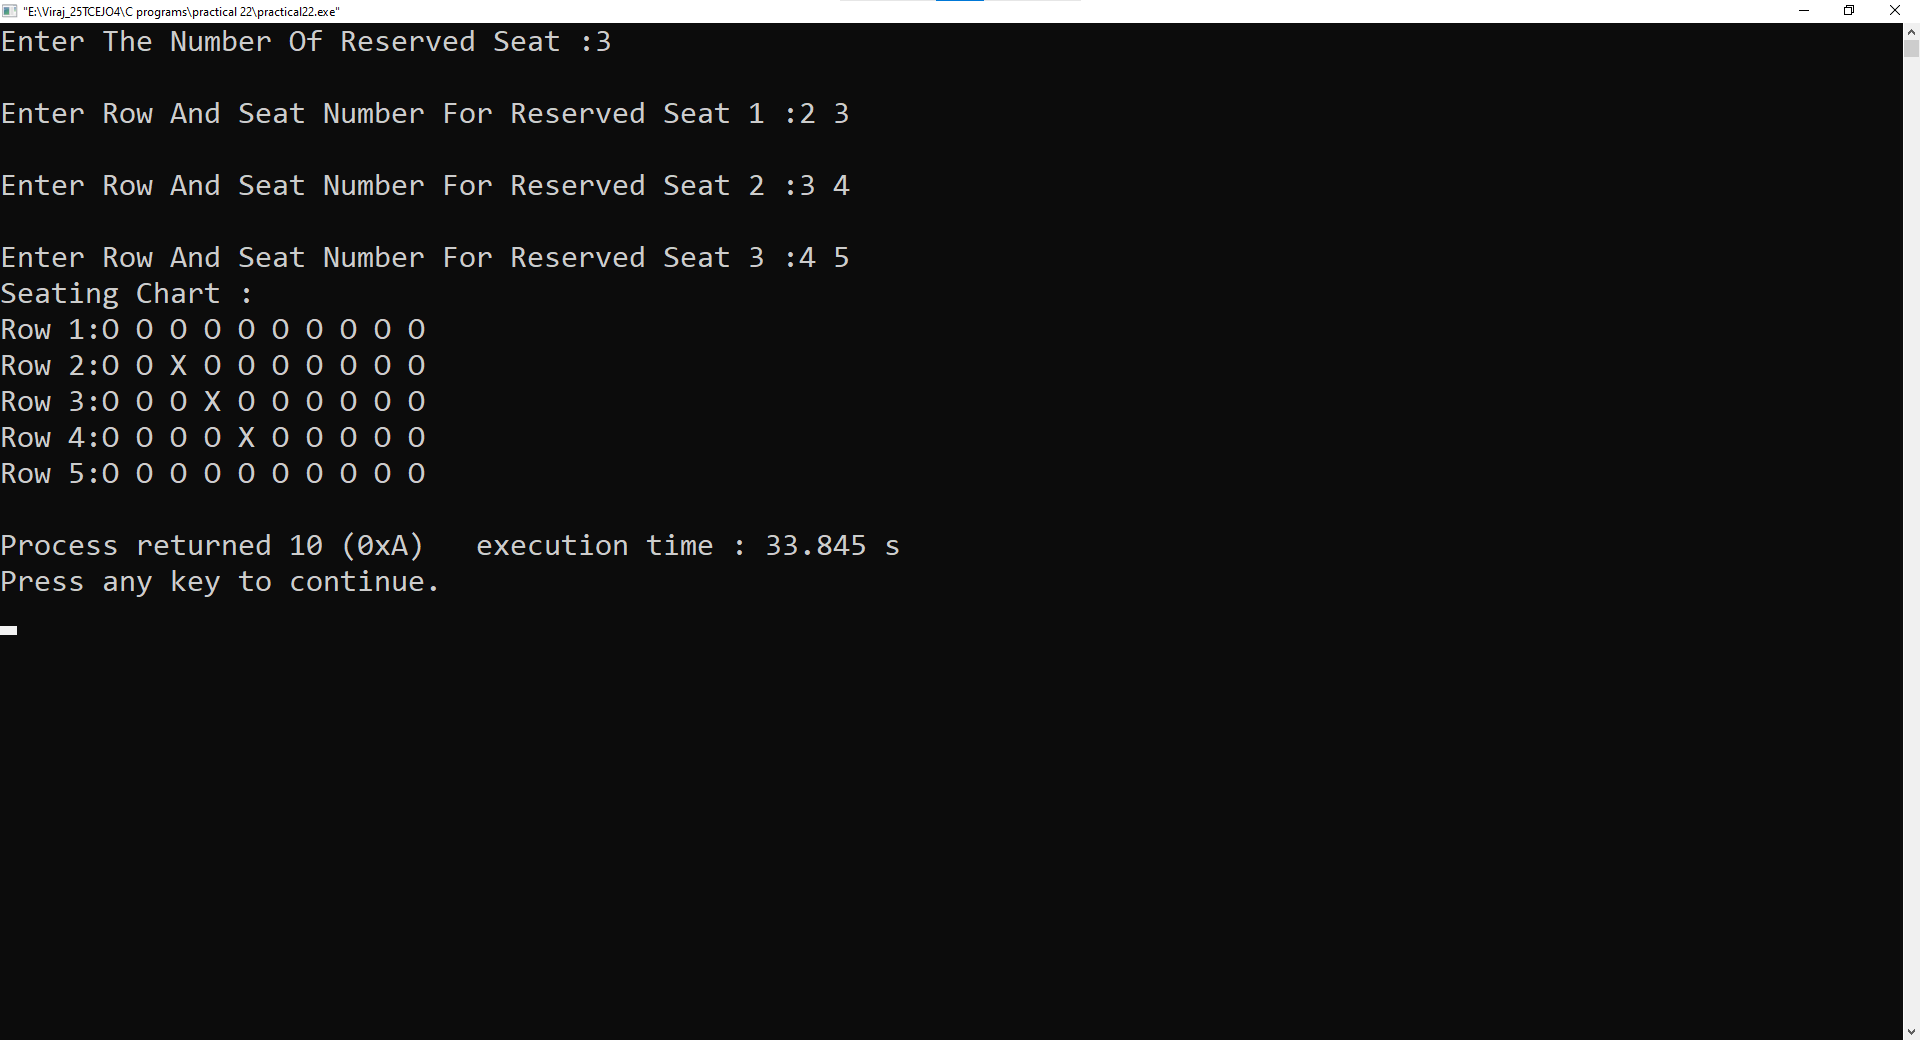 "E:\Viraj_25TCEJO4\C programs\practical 22\practical22.exe"
Enter The Number Of Reserved Seat :3
Enter Row And Seat Number For Reserved Seat 1 :2 3
Enter Row And Seat Number For Reserved Seat 2 :3 4
Enter Row And Seat Number For Reserved Seat 3 :4 5
Seating Chart :
Row 1:O O O O O O O O O O
Row 2:O O X O O O O O O O
Row 3:O O O X O O O O O O
Row 4:O O O O X O O O O O
Row 5:O O O O O O O O O O
Process returned 10 (0xA)   execution time : 33.845 s
Press any key to continue.